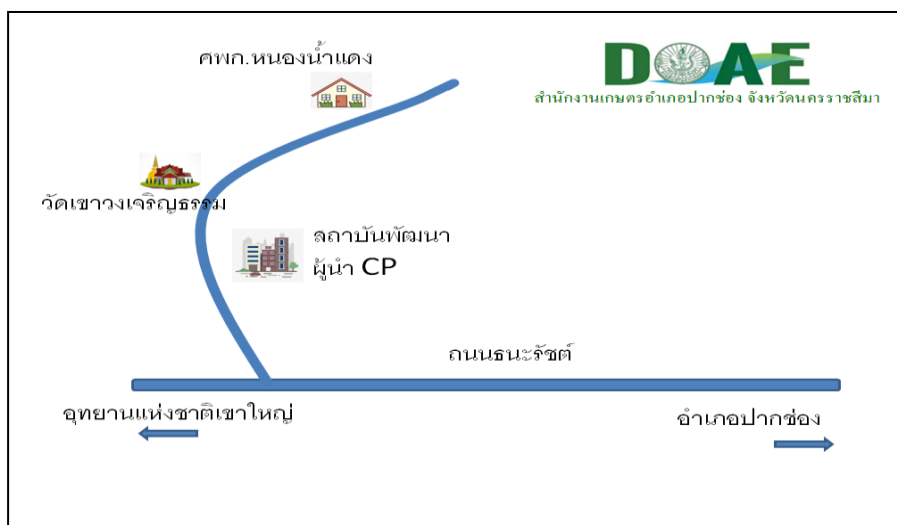 ศพก.หนองน้ำแดง
DOAE
สำนักงานเกษตรอำเภอปากช่อง จังหวัดนครราชสีมา
วัดเขาวงเจริญธรรม
สถาบันพัฒนา
ผู้นำ CP
ถนนธนะรัชต์
อุทยานแห่งชาติเขาใหญ่
อำเภอปากช่อง